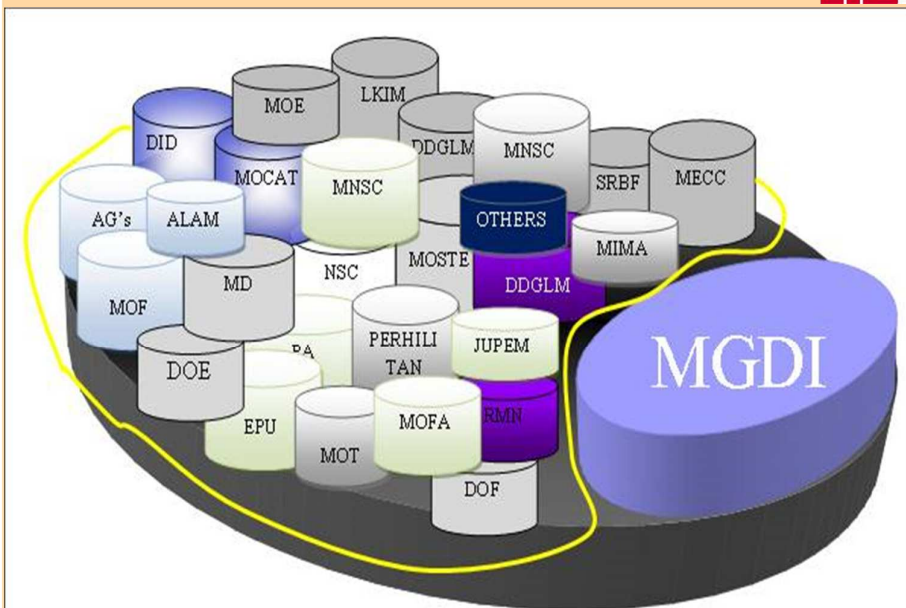 LKIM
MOE
DID
DDGLM
MNSC
MOCAT
MNSC
SRBF
MECC
AG's
ALAM
OTHERS
MIMA
NSC
MOSTE
MD
DDGLM
MOF
PERHILI
TAN
JUPEM
DOE
EPU
MOFA
RMN
MOT
DOF
MGDI